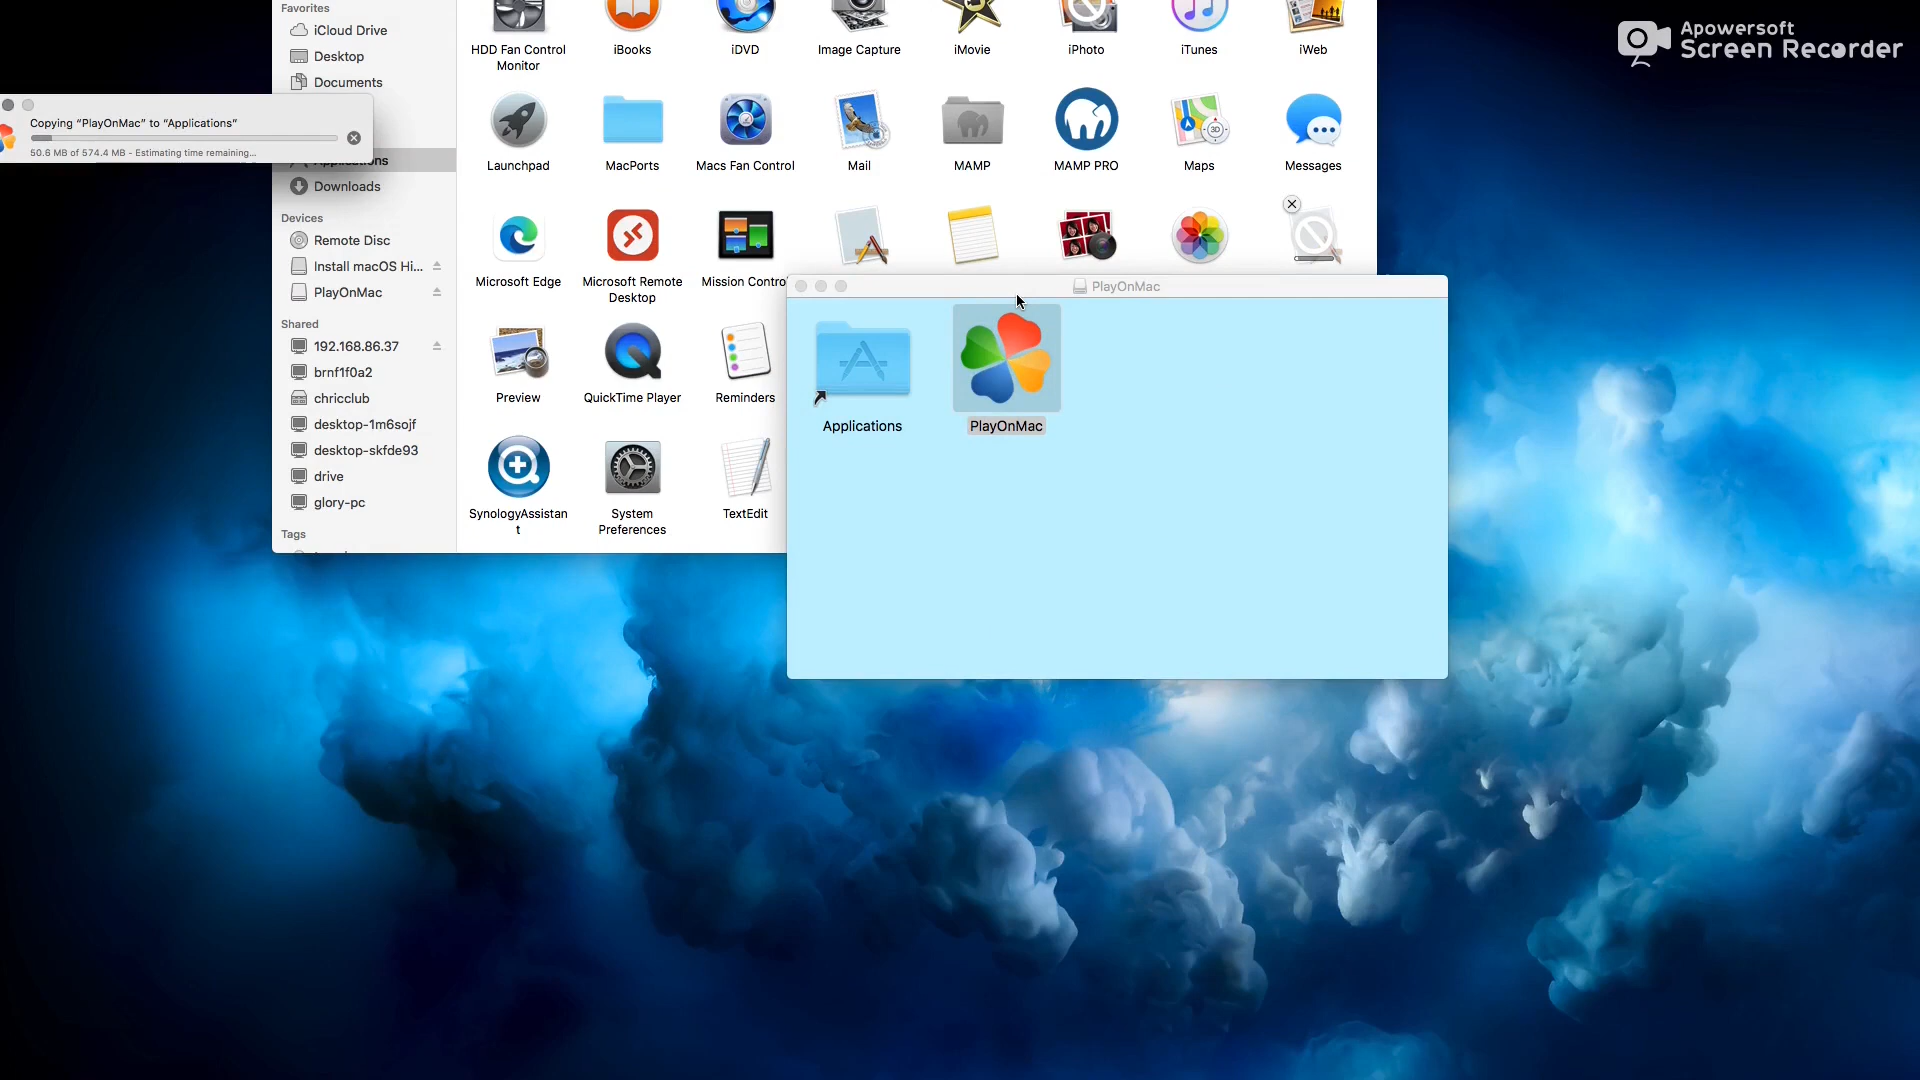 Favorites
iCloud Drive
Desktop
Documents
Copying “PlayOnMac” to “Applications”
50.6 MB of 574.4 MB - Estimating time remaining...
Applications
Downloads
Devices
Remote Disc
Install macOS Hi...
PlayOnMac
Shared
192.168.86.37
brnf1f0a2
chricclub
desktop-1m6sojf
desktop-skfde93
drive
glory-pc
Tags
HDD Fan Control
Monitor
iBooks
iDVD
Image Capture
iMovie
iPhoto
iTunes
iWeb
Launchpad
MacPorts
Macs Fan Control
Mail
MAMP
MAMP PRO
Maps
3D
Messages
Microsoft Edge
Microsoft Remote
Desktop
Mission Contro
Preview
QuickTime Player
Reminders
SynologyAssistan
t
System
Preferences
TextEdit
PlayOnMac
Applications
PlayOnMac
Apowersoft
Screen Recorder